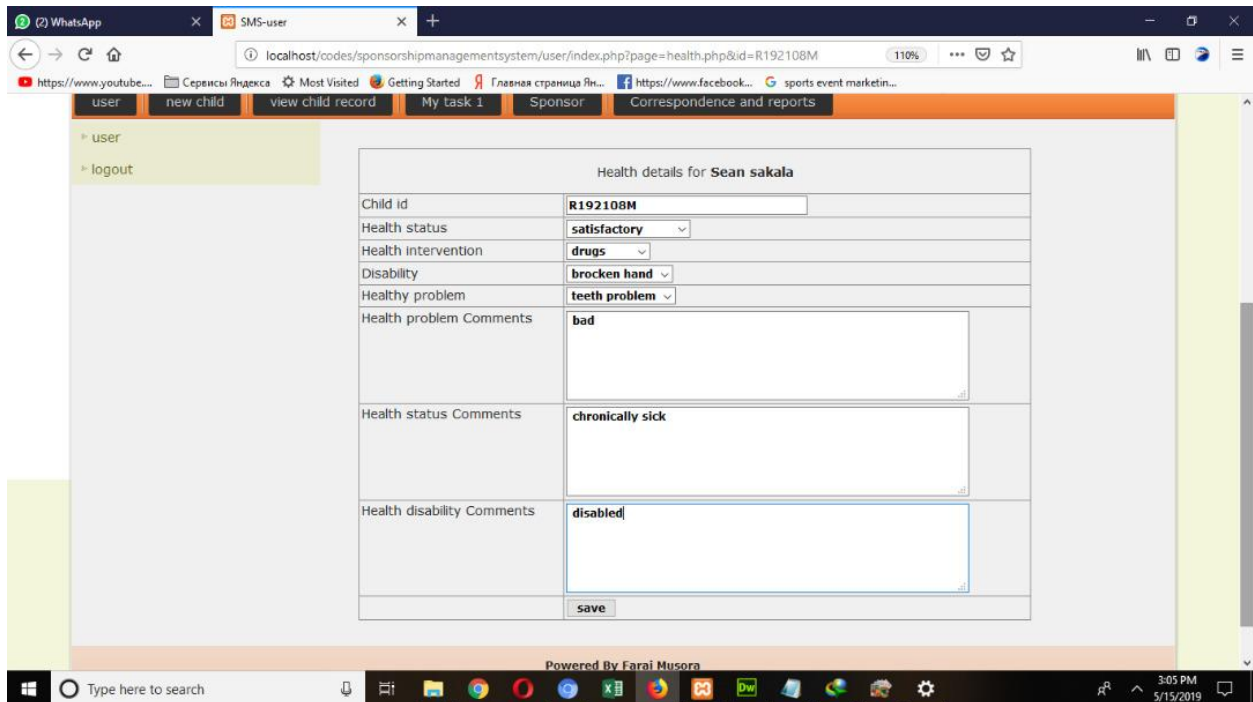 (2) WhatsApp
SMS-user
localhost/codes/sponsorshipmanagementsystem/user/index.php?page=health.php&id=R192108M
110%
https://www.youtube....
Сервисы Яндекса
Most Visited
Getting Started
Главная страница Ян...
https://www.facebook...
sports event marketin...
user
new child
view child record
My task 1
Sponsor
Correspondence and reports
user
logout
Health details for Sean sakala
Child id R192108M
Health status satisfactory
Health intervention drugs
Disability brocken hand
Healthy problem teeth problem
Health problem Comments bad
Health status Comments chronically sick
Health disability Comments disabled
save
Powered By Farai Musora
Type here to search
3:05 PM
5/15/2019